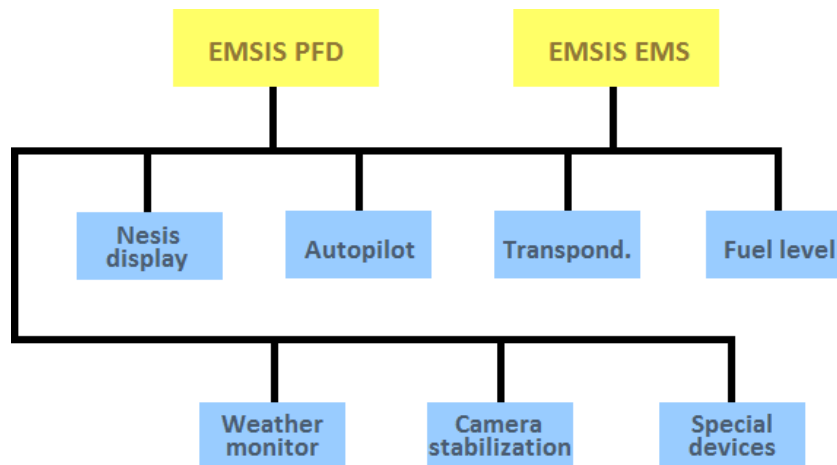 EMSIS PFD
EMSIS EMS
Nesis
display
Autopilot
Transpond.
Fuel level
Weather
monitor
Camera
stabilization
Special
devices